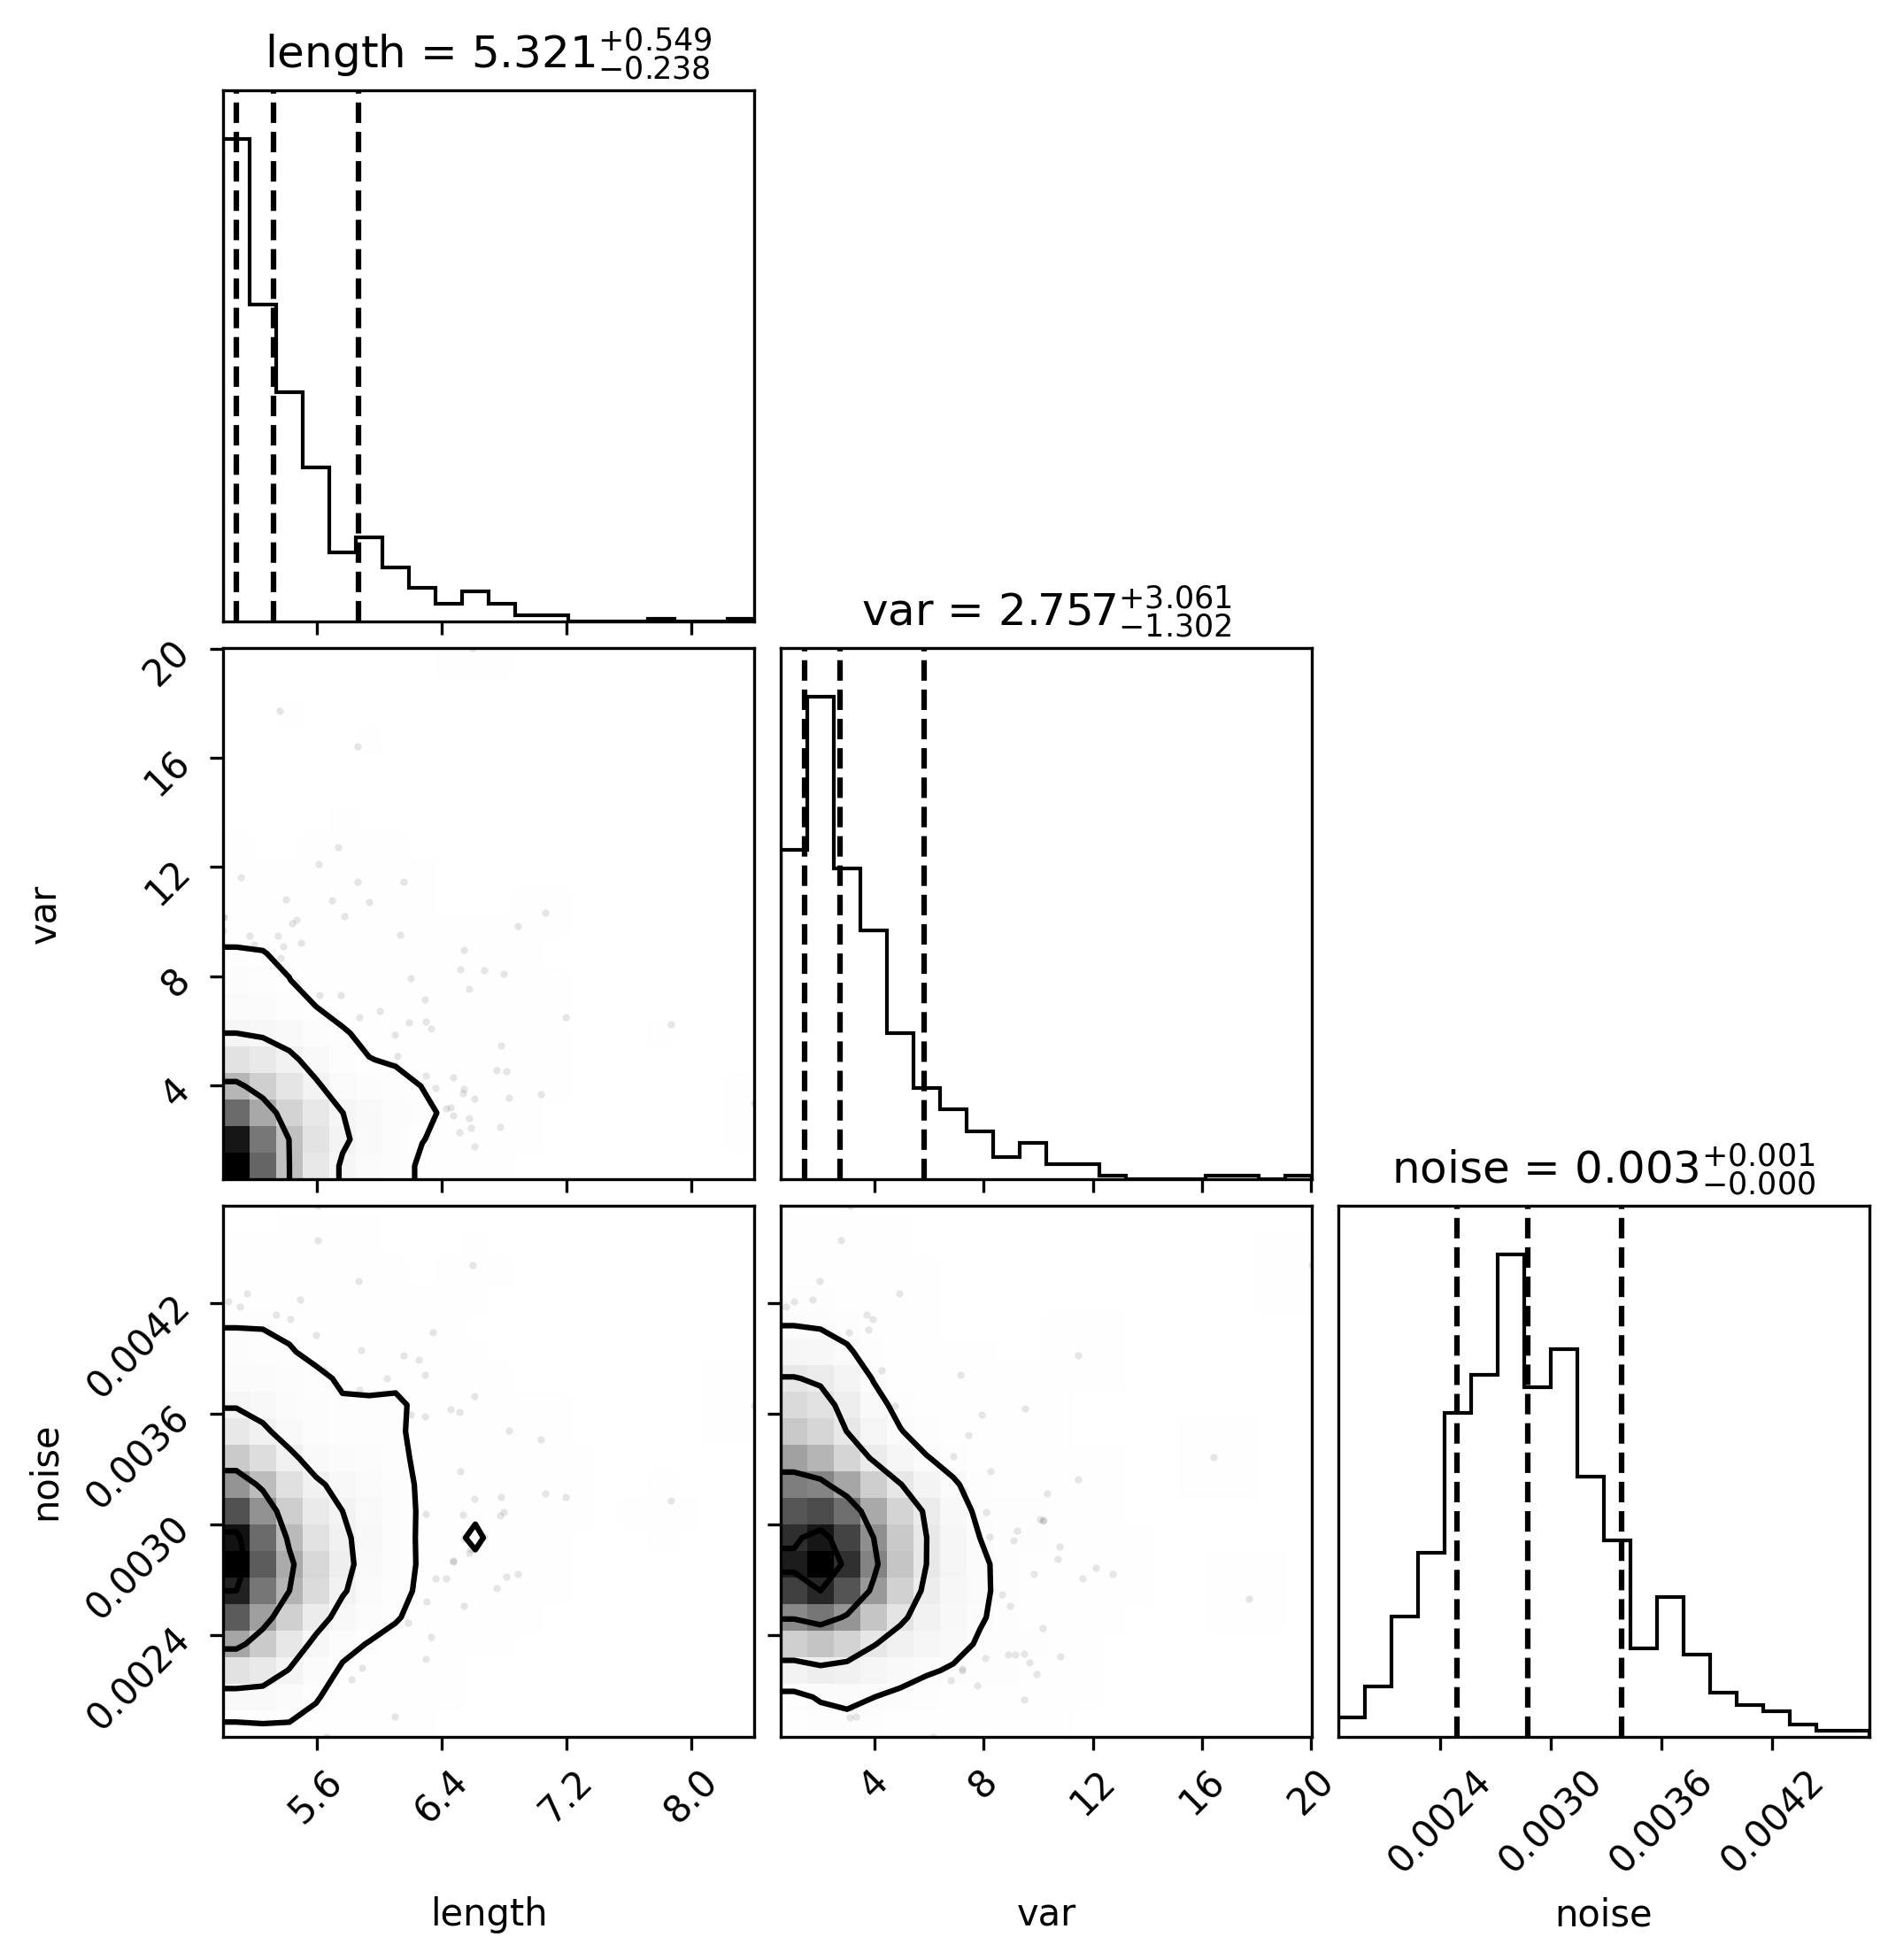 length = 5.321 +0.549 −0.238
var = 2.757 +3.061 −1.302
20
16
12
8
4
var
noise = 0.003 +0.001 −0.000
0.0042
0.0036
0.0030
0.0024
noise
5.6 6.4 7.2 8.0
4 8 12 16 20
0.0024 0.0030 0.0036 0.0042
length var noise